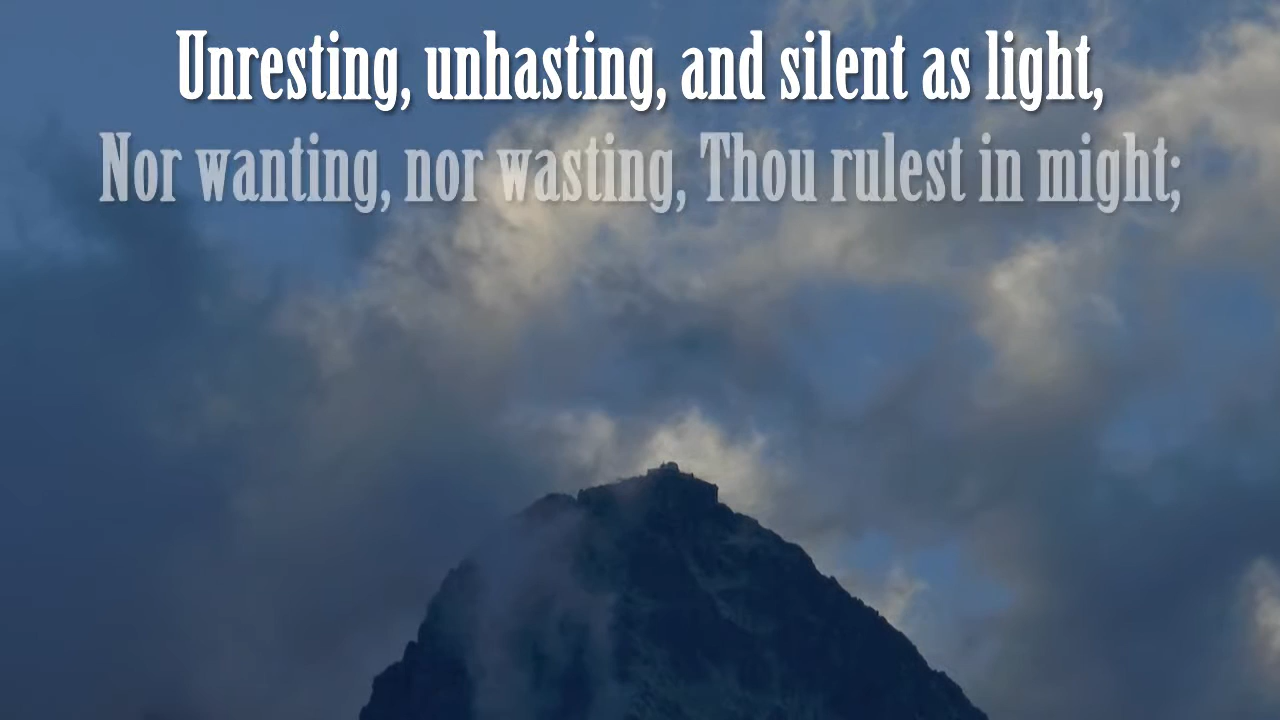 Unresting, unhasting, and silent as light,
Nor wanting, nor wasting, Thou rulest in might;